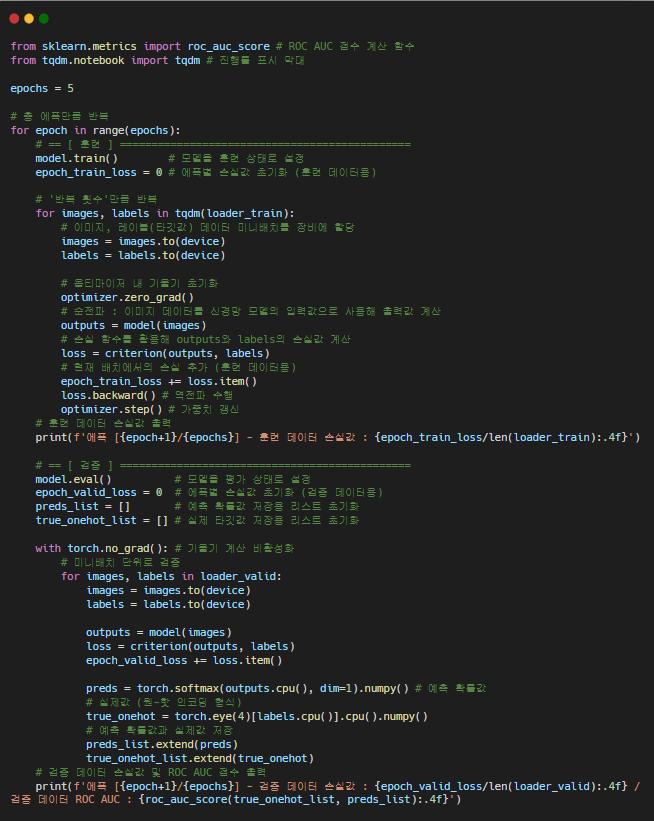 from sklearn.metrics import roc_auc_score # ROC AUC 점수 계산 함수
from tqdm.notebook import tqdm # 진행률 표시 막대

epochs = 5

# 총 에폭만큼 반복
for epoch in range(epochs):
    # == [ 훈련 ] ==============================================
    model.train()        # 모델을 훈련 상태로 설정
    epoch_train_loss = 0 # 에폭별 손실값 초기화 (훈련 데이터용)

    # '반복 횟수'만큼 반복
    for images, labels in tqdm(loader_train):
        # 이미지, 레이블(타깃값) 데이터 미니배치를 장비에 할당
        images = images.to(device)
        labels = labels.to(device)

        # 옵티마이저 내 기울기 초기화
        optimizer.zero_grad()
        # 순전파 : 이미지 데이터를 신경망 모델의 입력값으로 사용해 출력값 계산
        outputs = model(images)
        # 손실 함수를 활용해 outputs와 labels의 손실값 계산
        loss = criterion(outputs, labels)
        # 현재 배치에서의 손실 추가 (훈련 데이터용)
        epoch_train_loss += loss.item()
        loss.backward() # 역전파 수행
        optimizer.step() # 가중치 갱신
    # 훈련 데이터 손실값 출력
    print(f'에폭 [{epoch+1}/{epochs}] - 훈련 데이터 손실값 : {epoch_train_loss/len(loader_train):.4f}')

    # == [ 검증 ] ==============================================
    model.eval()          # 모델을 평가 상태로 설정
    epoch_valid_loss = 0  # 에폭별 손실값 초기화 (검증 데이터용)
    preds_list = []       # 예측 확률값 저장용 리스트 초기화
    true_onehot_list = [] # 실제 타깃값 저장용 리스트 초기화

    with torch.no_grad(): # 기울기 계산 비활성화
        # 미니배치 단위로 검증
        for images, labels in loader_valid:
            images = images.to(device)
            labels = labels.to(device)

            outputs = model(images)
            loss = criterion(outputs, labels)
            epoch_valid_loss += loss.item()

            preds = torch.softmax(outputs.cpu(), dim=1).numpy() # 예측 확률값
            # 실제값 (원-핫 인코딩 형식)
            true_onehot = torch.eye(4)[labels.cpu()].cpu().numpy()
            # 예측 확률값과 실제값 저장
            preds_list.extend(preds)
            true_onehot_list.extend(true_onehot)
    # 검증 데이터 손실값 및 ROC AUC 점수 출력
    print(f'에폭 [{epoch+1}/{epochs}] - 검증 데이터 손실값 : {epoch_valid_loss/len(loader_valid):.4f} /
검증 데이터 ROC AUC : {roc_auc_score(true_onehot_list, preds_list):.4f}')